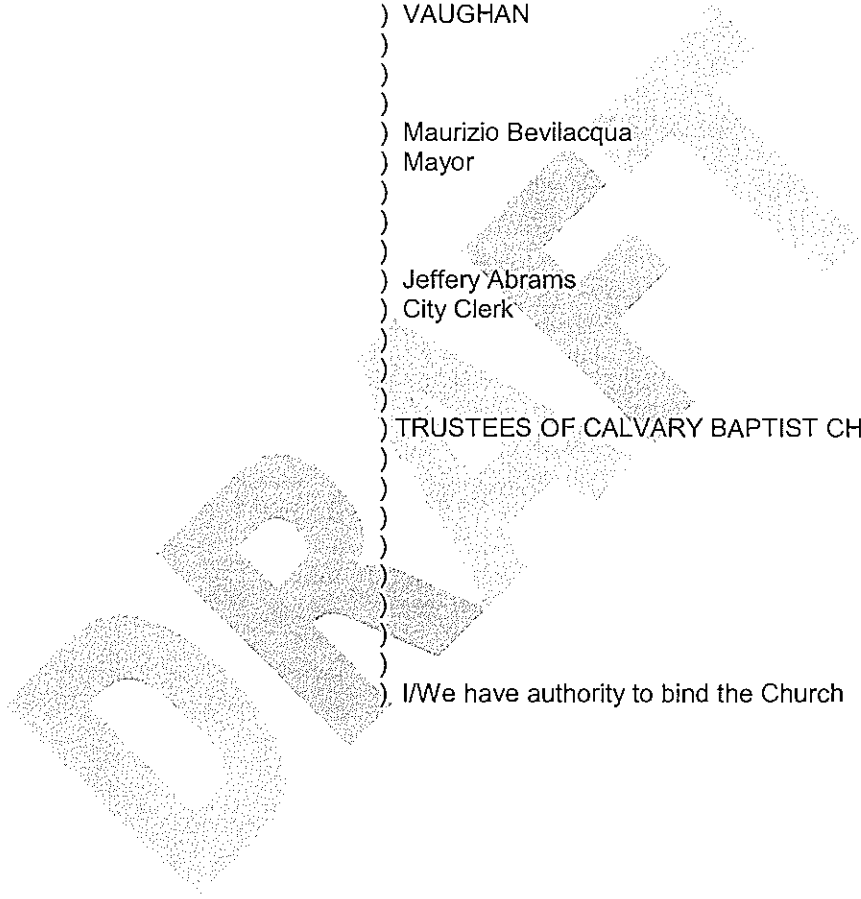 ) VAUGHAN
)
)
)
) Maurizio Bevilacqua
) Mayor
)
)
)
) Jeffery Abrams
) City Clerk
)
)
)
) TRUSTEES OF CALVARY BAPTIST CH
)
)
)
)
)
)
)
)
) I/We have authority to bind the Church
DRAFT